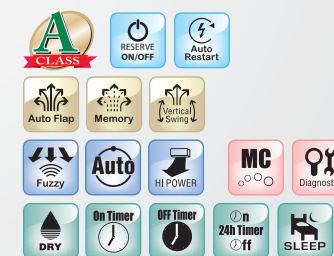 A
CLASS
RESERVE
ON/OFF
Auto
Restart
Auto Flap
Memory
Vertical
Swing
Fuzzy
Auto
HI POWER
MC
Diagnost
DRY
On Timer
OFF Timer
On
24h Timer
Off
SLEEP